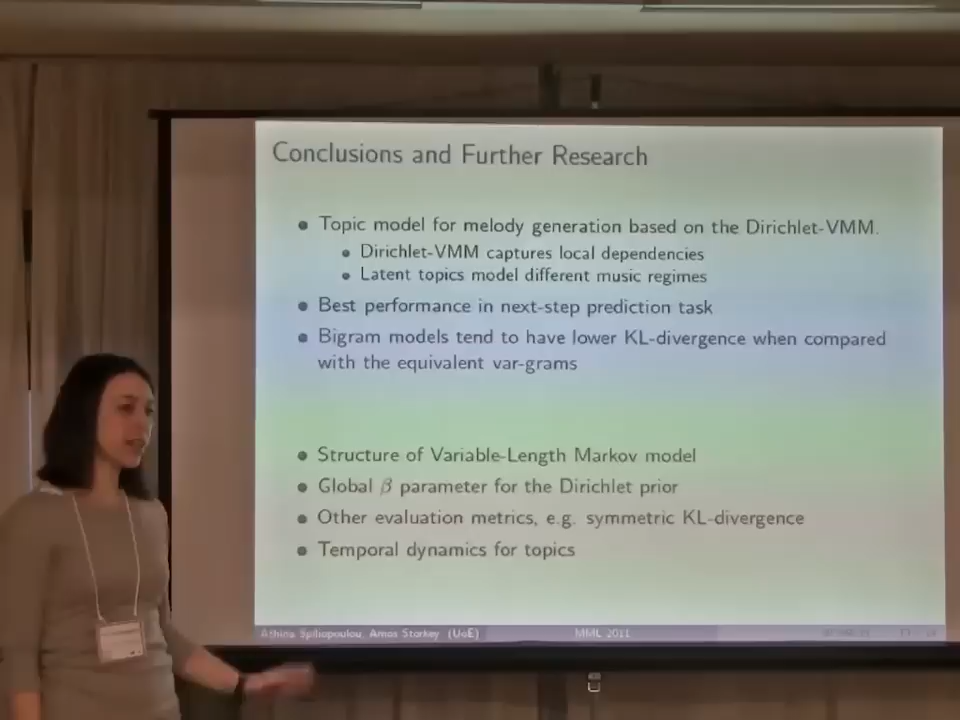 Conclusions and Further Research
Topic model for melody generation based on the Dirichlet-VMM.
Dirichlet-VMM captures local dependencies
Latent topics model different music regimes
Best performance in next-step prediction task
Bigram models tend to have lower KL-divergence when compared
with the equivalent var-grams
Structure of Variable-Length Markov model
Global β parameter for the Dirichlet prior
Other evaluation metrics, e.g. symmetric KL-divergence
Temporal dynamics for topics
Athina Spiliopoulou, Amos Storkey (UoE) MML 2011